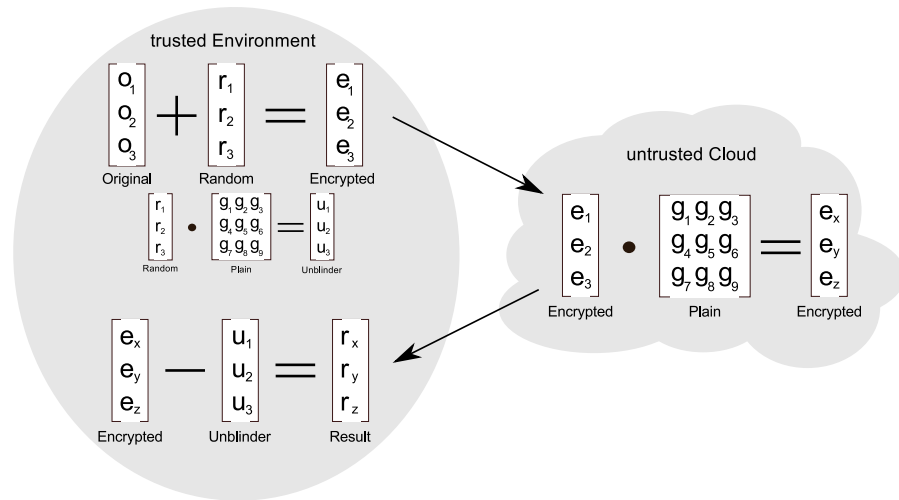 trusted Environment
o1 + r1 = e1
o2 r2 e2
o3 r3 e3
Original Random Encrypted
r1 g1 g2 g3 u1
r2 • g4 g5 g6 = u2
r3 g7 g8 g9 u3
Random Plain Unblinder
ex u1 rx
ey − u2 = ry
ez u3 rz
Encrypted Unblinder Result
untrusted Cloud
e1 g1 g2 g3 ex
e2 • g4 g5 g6 = ey
e3 g7 g8 g9 ez
Encrypted Plain Encrypted